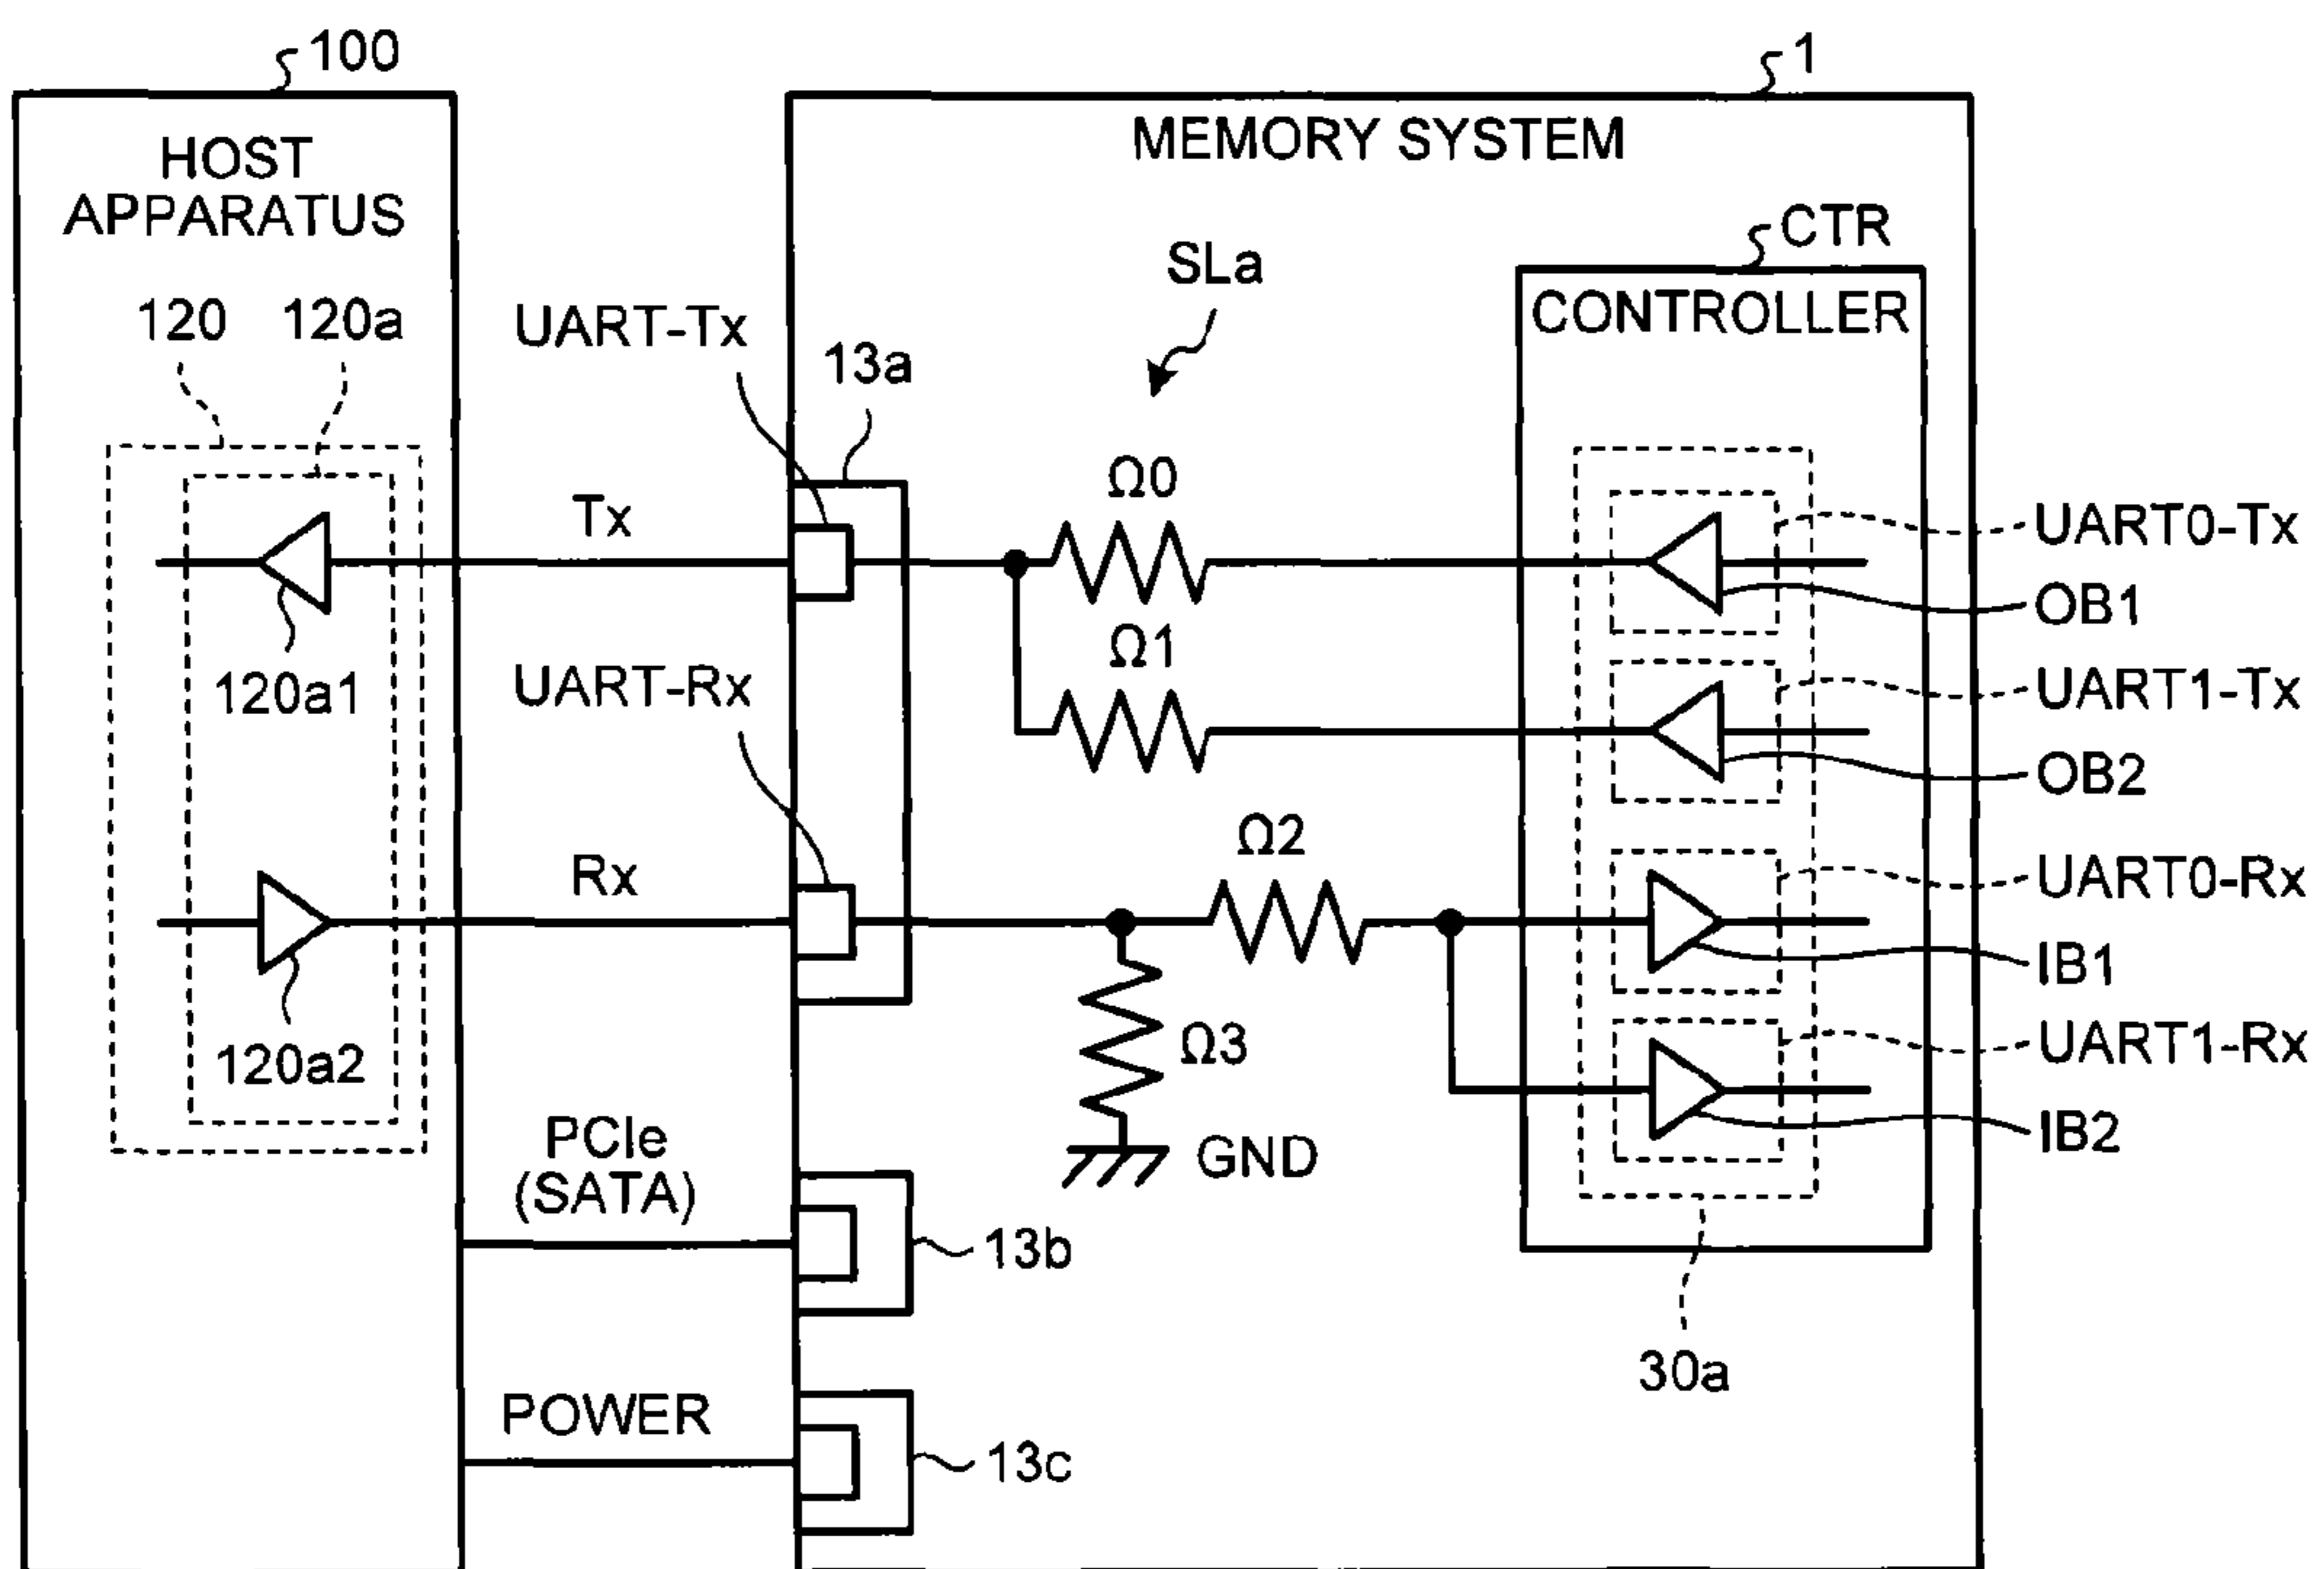 100
1
HOST
APPARATUS
MEMORY SYSTEM
CTR
CONTROLLER
SLa
120
120a
UART-Tx
13a
Ω0
Tx
UART0-Tx
OB1
Ω1
120a1
UART-Rx
UART1-Tx
OB2
Ω2
Rx
UART0-Rx
IB1
Ω3
120a2
UART1-Rx
IB2
PCIe
(SATA)
GND
13b
30a
POWER
13c